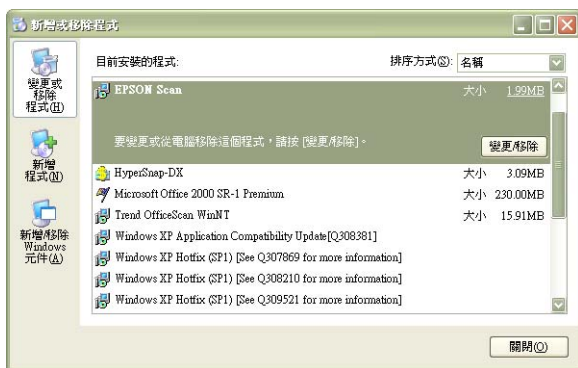 新增或移除程式
變更或
移除
程式(H)
新增
程式(N)
新增/移除
Windows
元件(A)
目前安裝的程式:
排序方式(S): 名稱
EPSON Scan 大小 1.99MB
要變更或從電腦移除這個程式，請按 [變更/移除]。
變更/移除
HyperSnap-DX 大小 3.09MB
Microsoft Office 2000 SR-1 Premium 大小 230.00MB
Trend OfficeScan WinNT 大小 15.91MB
Windows XP Application Compatibility Update[Q308381]
Windows XP Hotfix (SP1) [See Q307869 for more information]
Windows XP Hotfix (SP1) [See Q308210 for more information]
Windows XP Hotfix (SP1) [See Q309521 for more information]
關閉(O)